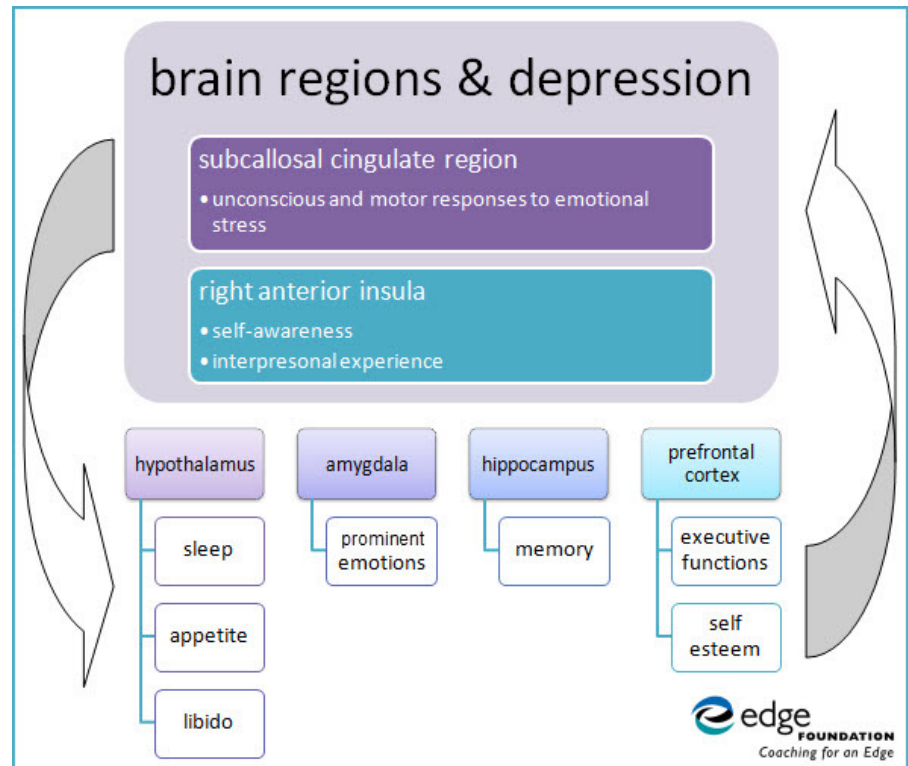 brain regions & depression
subcallosal cingulate region
• unconscious and motor responses to emotional
stress
right anterior insula
• self-awareness
• interpresonal experience
hypothalamus
sleep
appetite
libido
amygdala
prominent
emotions
hippocampus
memory
prefrontal
cortex
executive
functions
self
esteem
edge
FOUNDATION
Coaching for an Edge